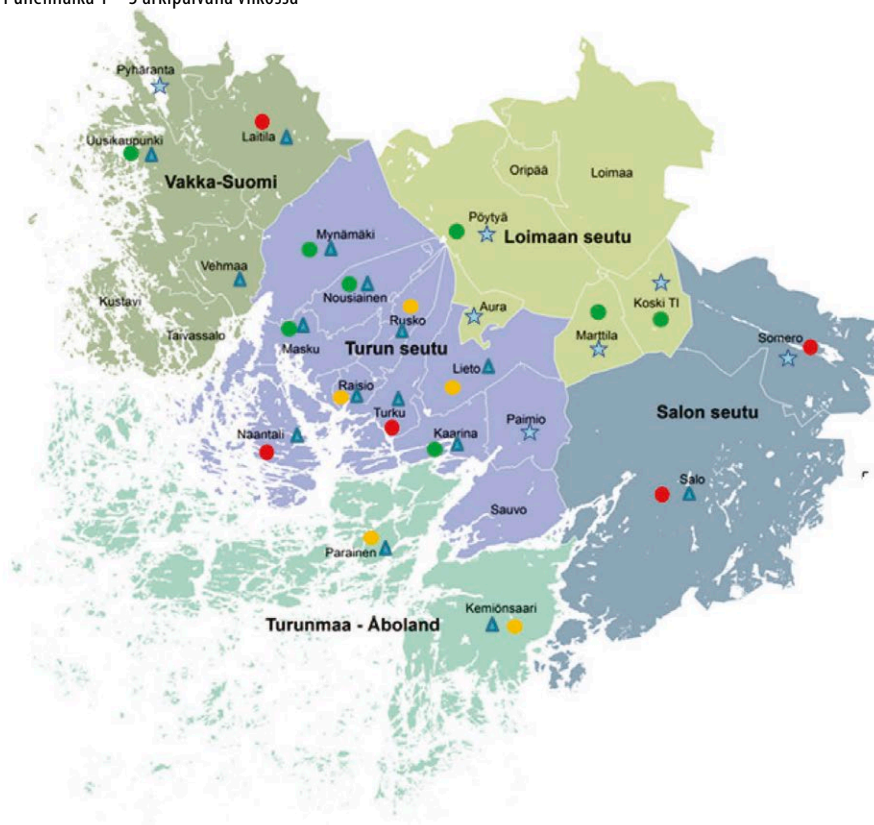 Puhelinaika 1 – arkipäivänä viikossa
Pyhäranta
Laitila
Uusikaupunki
Vakka-Suomi
Oripää
Loimaa
Pöytyä
Loimaan seutu
Mynämäki
Vehmaa
Nousiainen
Kustavi
Koski Tl
Aura
Rusko
Taivassalo
Masku
Turun seutu
Marttila
Somero
Lieto
Raisio
Turku
Salon seutu
Paimio
Naantali
Kaarina
Salo
Sauvo
Parainen
Kemiönsaari
Turunmaa - Åboland